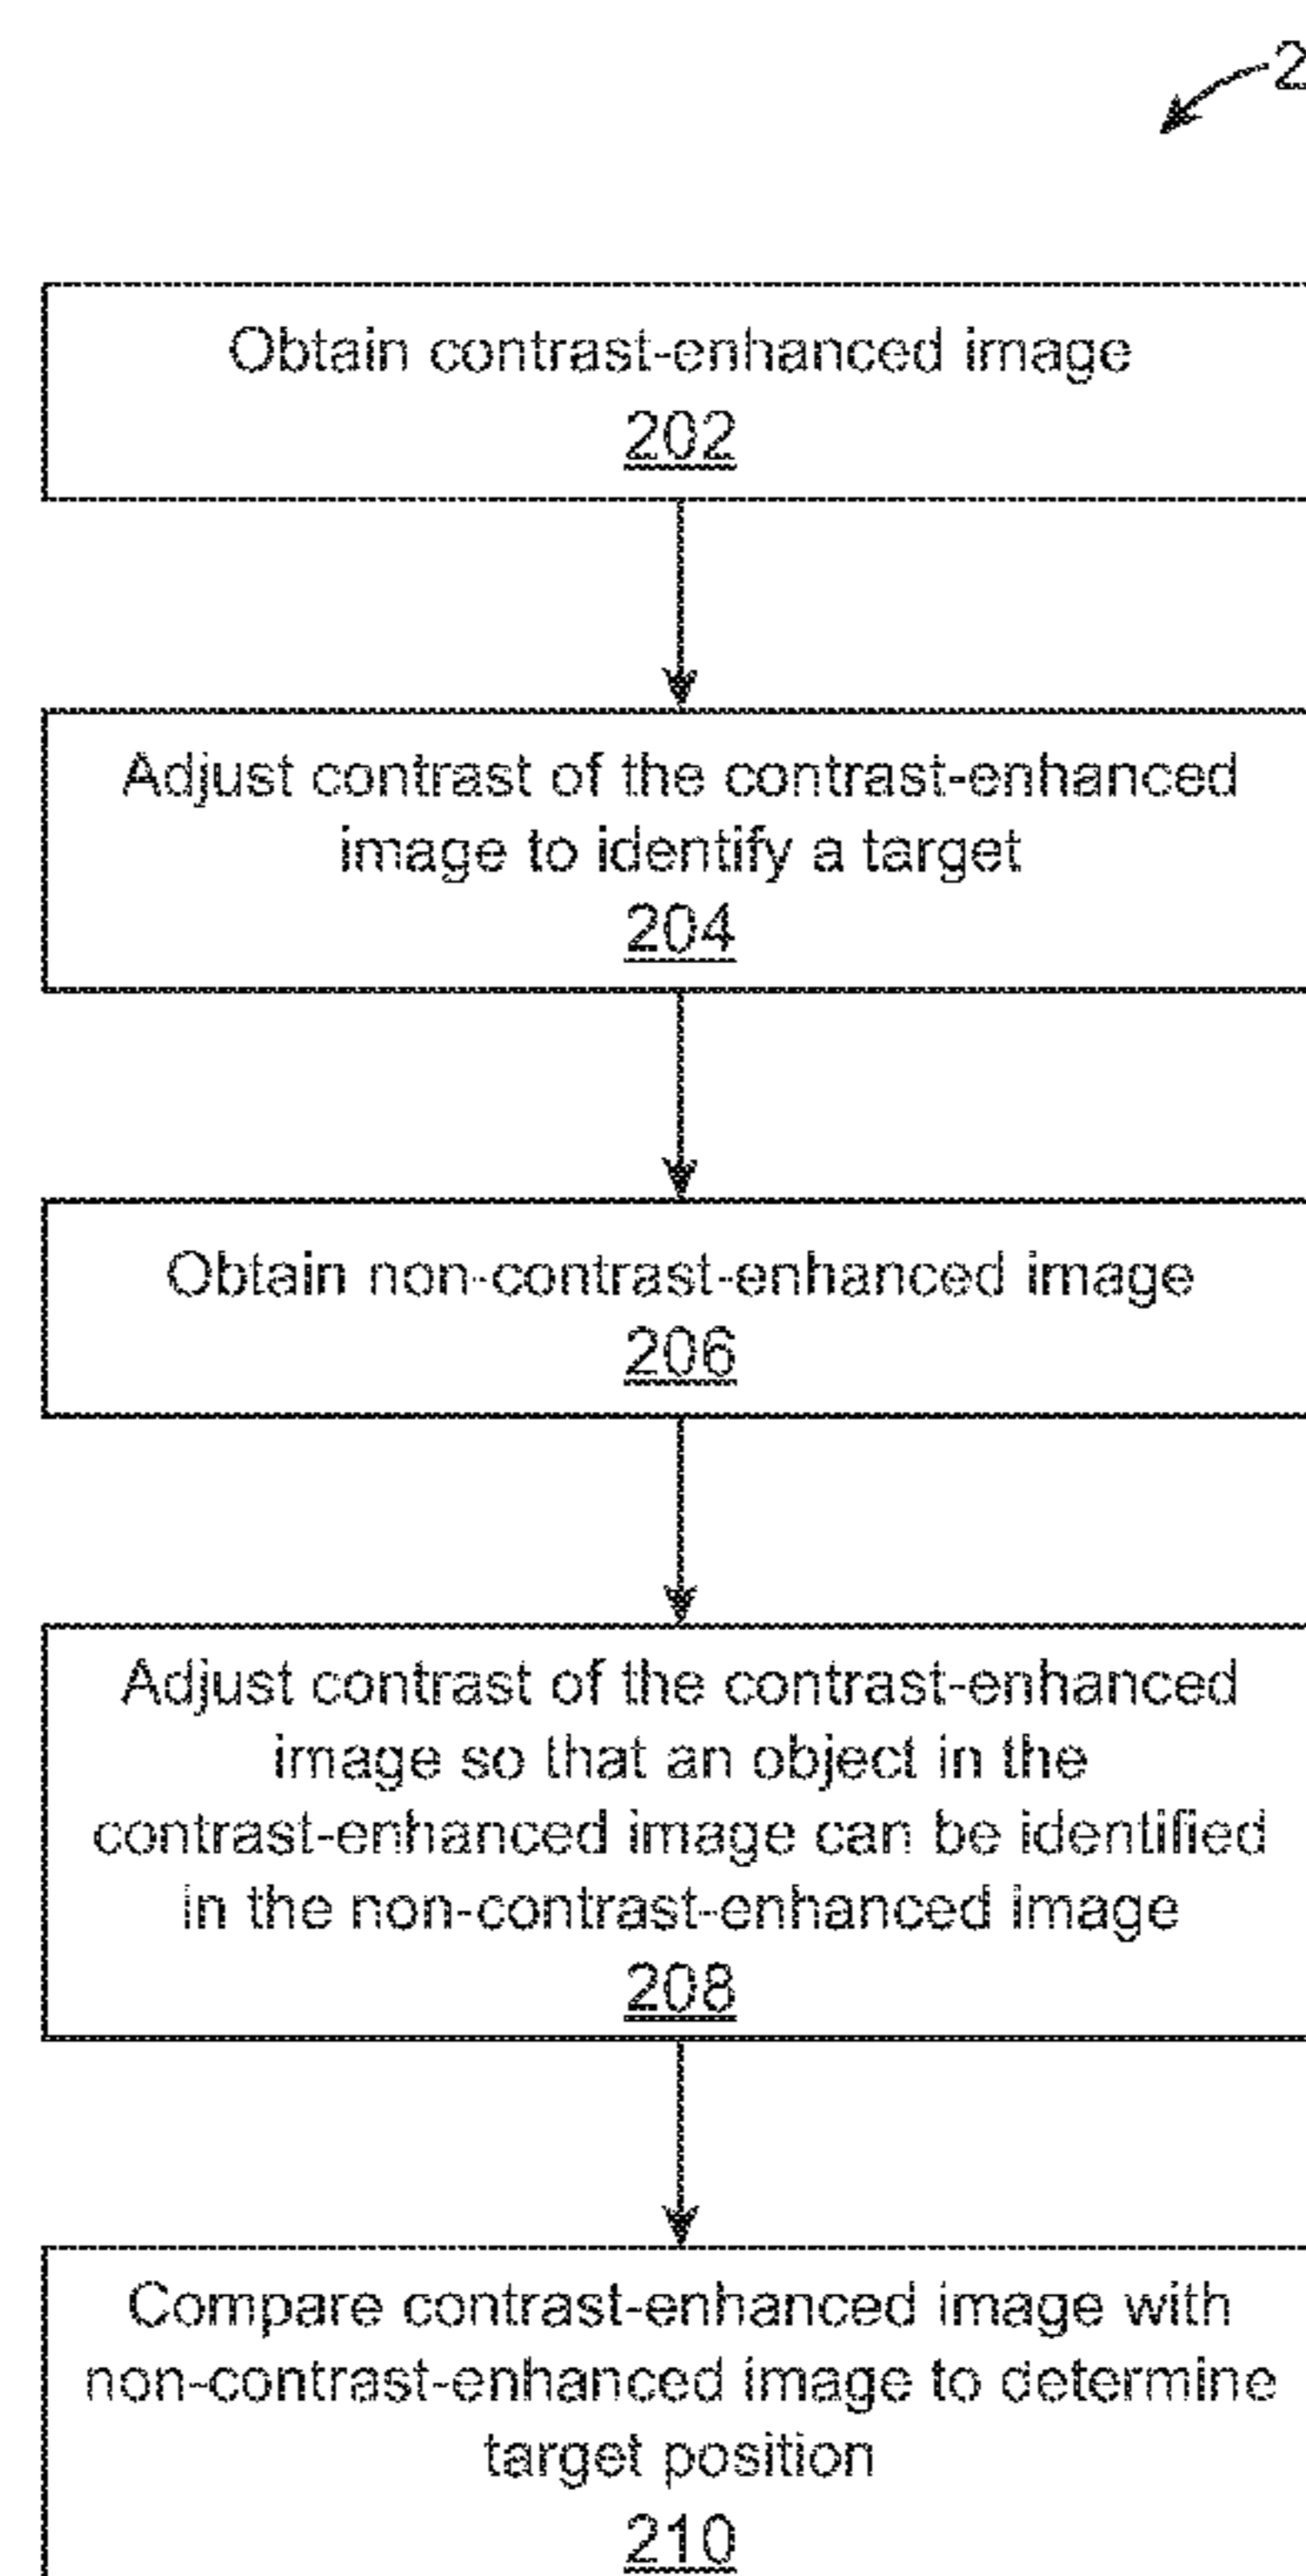 2
Obtain contrast-enhanced image
202
Adjust contrast of the contrast-enhanced
image to identify a target
204
Obtain non-contrast-enhanced image
206
Adjust contrast of the contrast-enhanced
image so that an object in the
contrast-enhanced image can be identified
in the non-contrast-enhanced image
208
Compare contrast-enhanced image with
non-contrast-enhanced image to determine
target position
210